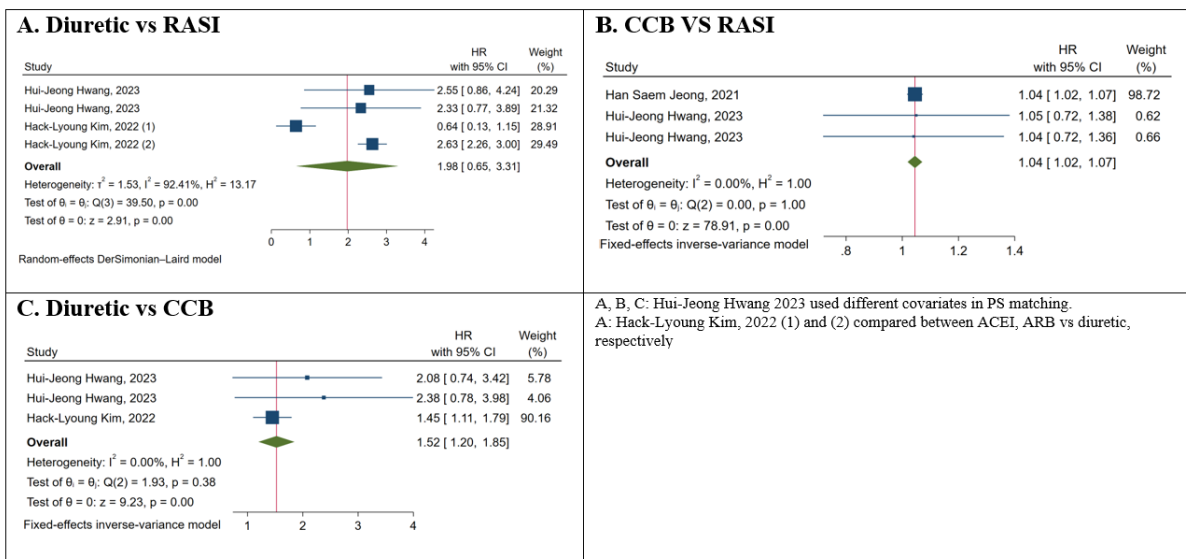 A. Diuretic vs RASI
HR Weight
Study with 95% CI (%)
Hui-Jeong Hwang, 2023 2.55 [ 0.86, 4.24] 20.29
Hui-Jeong Hwang, 2023 2.33 [ 0.77, 3.89] 21.32
Hack-Lyoung Kim, 2022 (1) 0.64 [ 0.13, 1.15] 28.91
Hack-Lyoung Kim, 2022 (2) 2.63 [ 2.26, 3.00] 29.49
Overall 1.98 [ 0.65, 3.31]
Heterogeneity: τ² = 1.53, I² = 92.41%, H² = 13.17
Test of θᵢ = θⱼ: Q(3) = 39.50, p = 0.00
Test of θ = 0: z = 2.91, p = 0.00
0 1 2 3 4
Random-effects DerSimonian–Laird model
B. CCB VS RASI
HR Weight
Study with 95% CI (%)
Han Saem Jeong, 2021 1.04 [ 1.02, 1.07] 98.72
Hui-Jeong Hwang, 2023 1.05 [ 0.72, 1.38] 0.62
Hui-Jeong Hwang, 2023 1.04 [ 0.72, 1.36] 0.66
Overall 1.04 [ 1.02, 1.07]
Heterogeneity: I² = 0.00%, H² = 1.00
Test of θᵢ = θⱼ: Q(2) = 0.00, p = 1.00
Test of θ = 0: z = 78.91, p = 0.00
Fixed-effects inverse-variance model
.8 1 1.2 1.4
C. Diuretic vs CCB
HR Weight
Study with 95% CI (%)
Hui-Jeong Hwang, 2023 2.08 [ 0.74, 3.42] 5.78
Hui-Jeong Hwang, 2023 2.38 [ 0.78, 3.98] 4.06
Hack-Lyoung Kim, 2022 1.45 [ 1.11, 1.79] 90.16
Overall 1.52 [ 1.20, 1.85]
Heterogeneity: I² = 0.00%, H² = 1.00
Test of θᵢ = θⱼ: Q(2) = 1.93, p = 0.38
Test of θ = 0: z = 9.23, p = 0.00
Fixed-effects inverse-variance model
1 2 3 4
A, B, C: Hui-Jeong Hwang 2023 used different covariates in PS matching.
A: Hack-Lyoung Kim, 2022 (1) and (2) compared between ACEI, ARB vs diuretic,
respectively